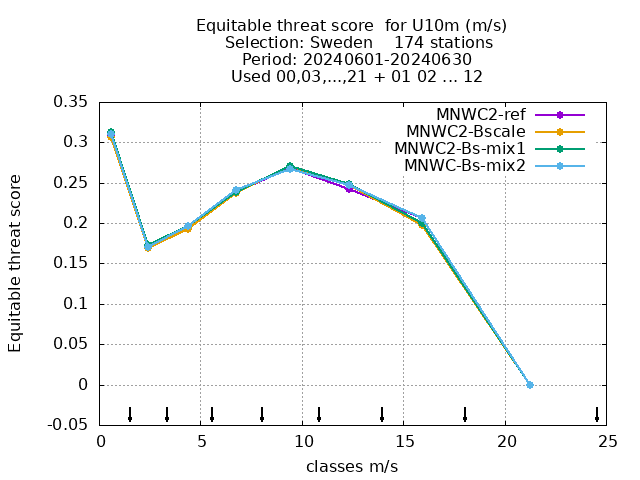 Equitable threat score  for U10m (m/s)
Selection: Sweden    174 stations
Period: 20240601-20240630
Used 00,03,...,21 + 01 02 ... 12
MNWC2-ref
MNWC2-Bscale
MNWC2-Bs-mix1
MNWC-Bs-mix2
Equitable threat score
0.35
0.3
0.25
0.2
0.15
0.1
0.05
0
-0.05
0 5 10 15 20 25
classes m/s